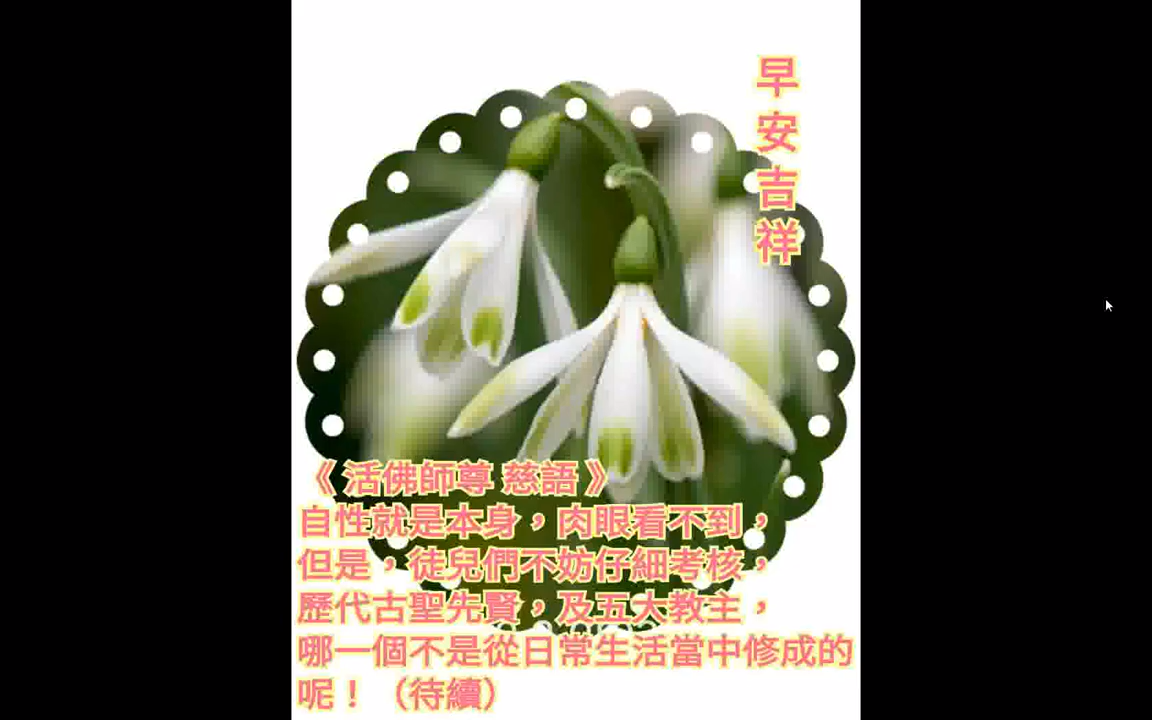 早安吉祥
《 活佛師尊 慈語 》
自性就是本身，肉眼看不到，
但是，徒兒們不妨仔細考核，
歷代古聖先賢，及五大教主，
哪一個不是從日常生活當中修成的
呢！（待續）